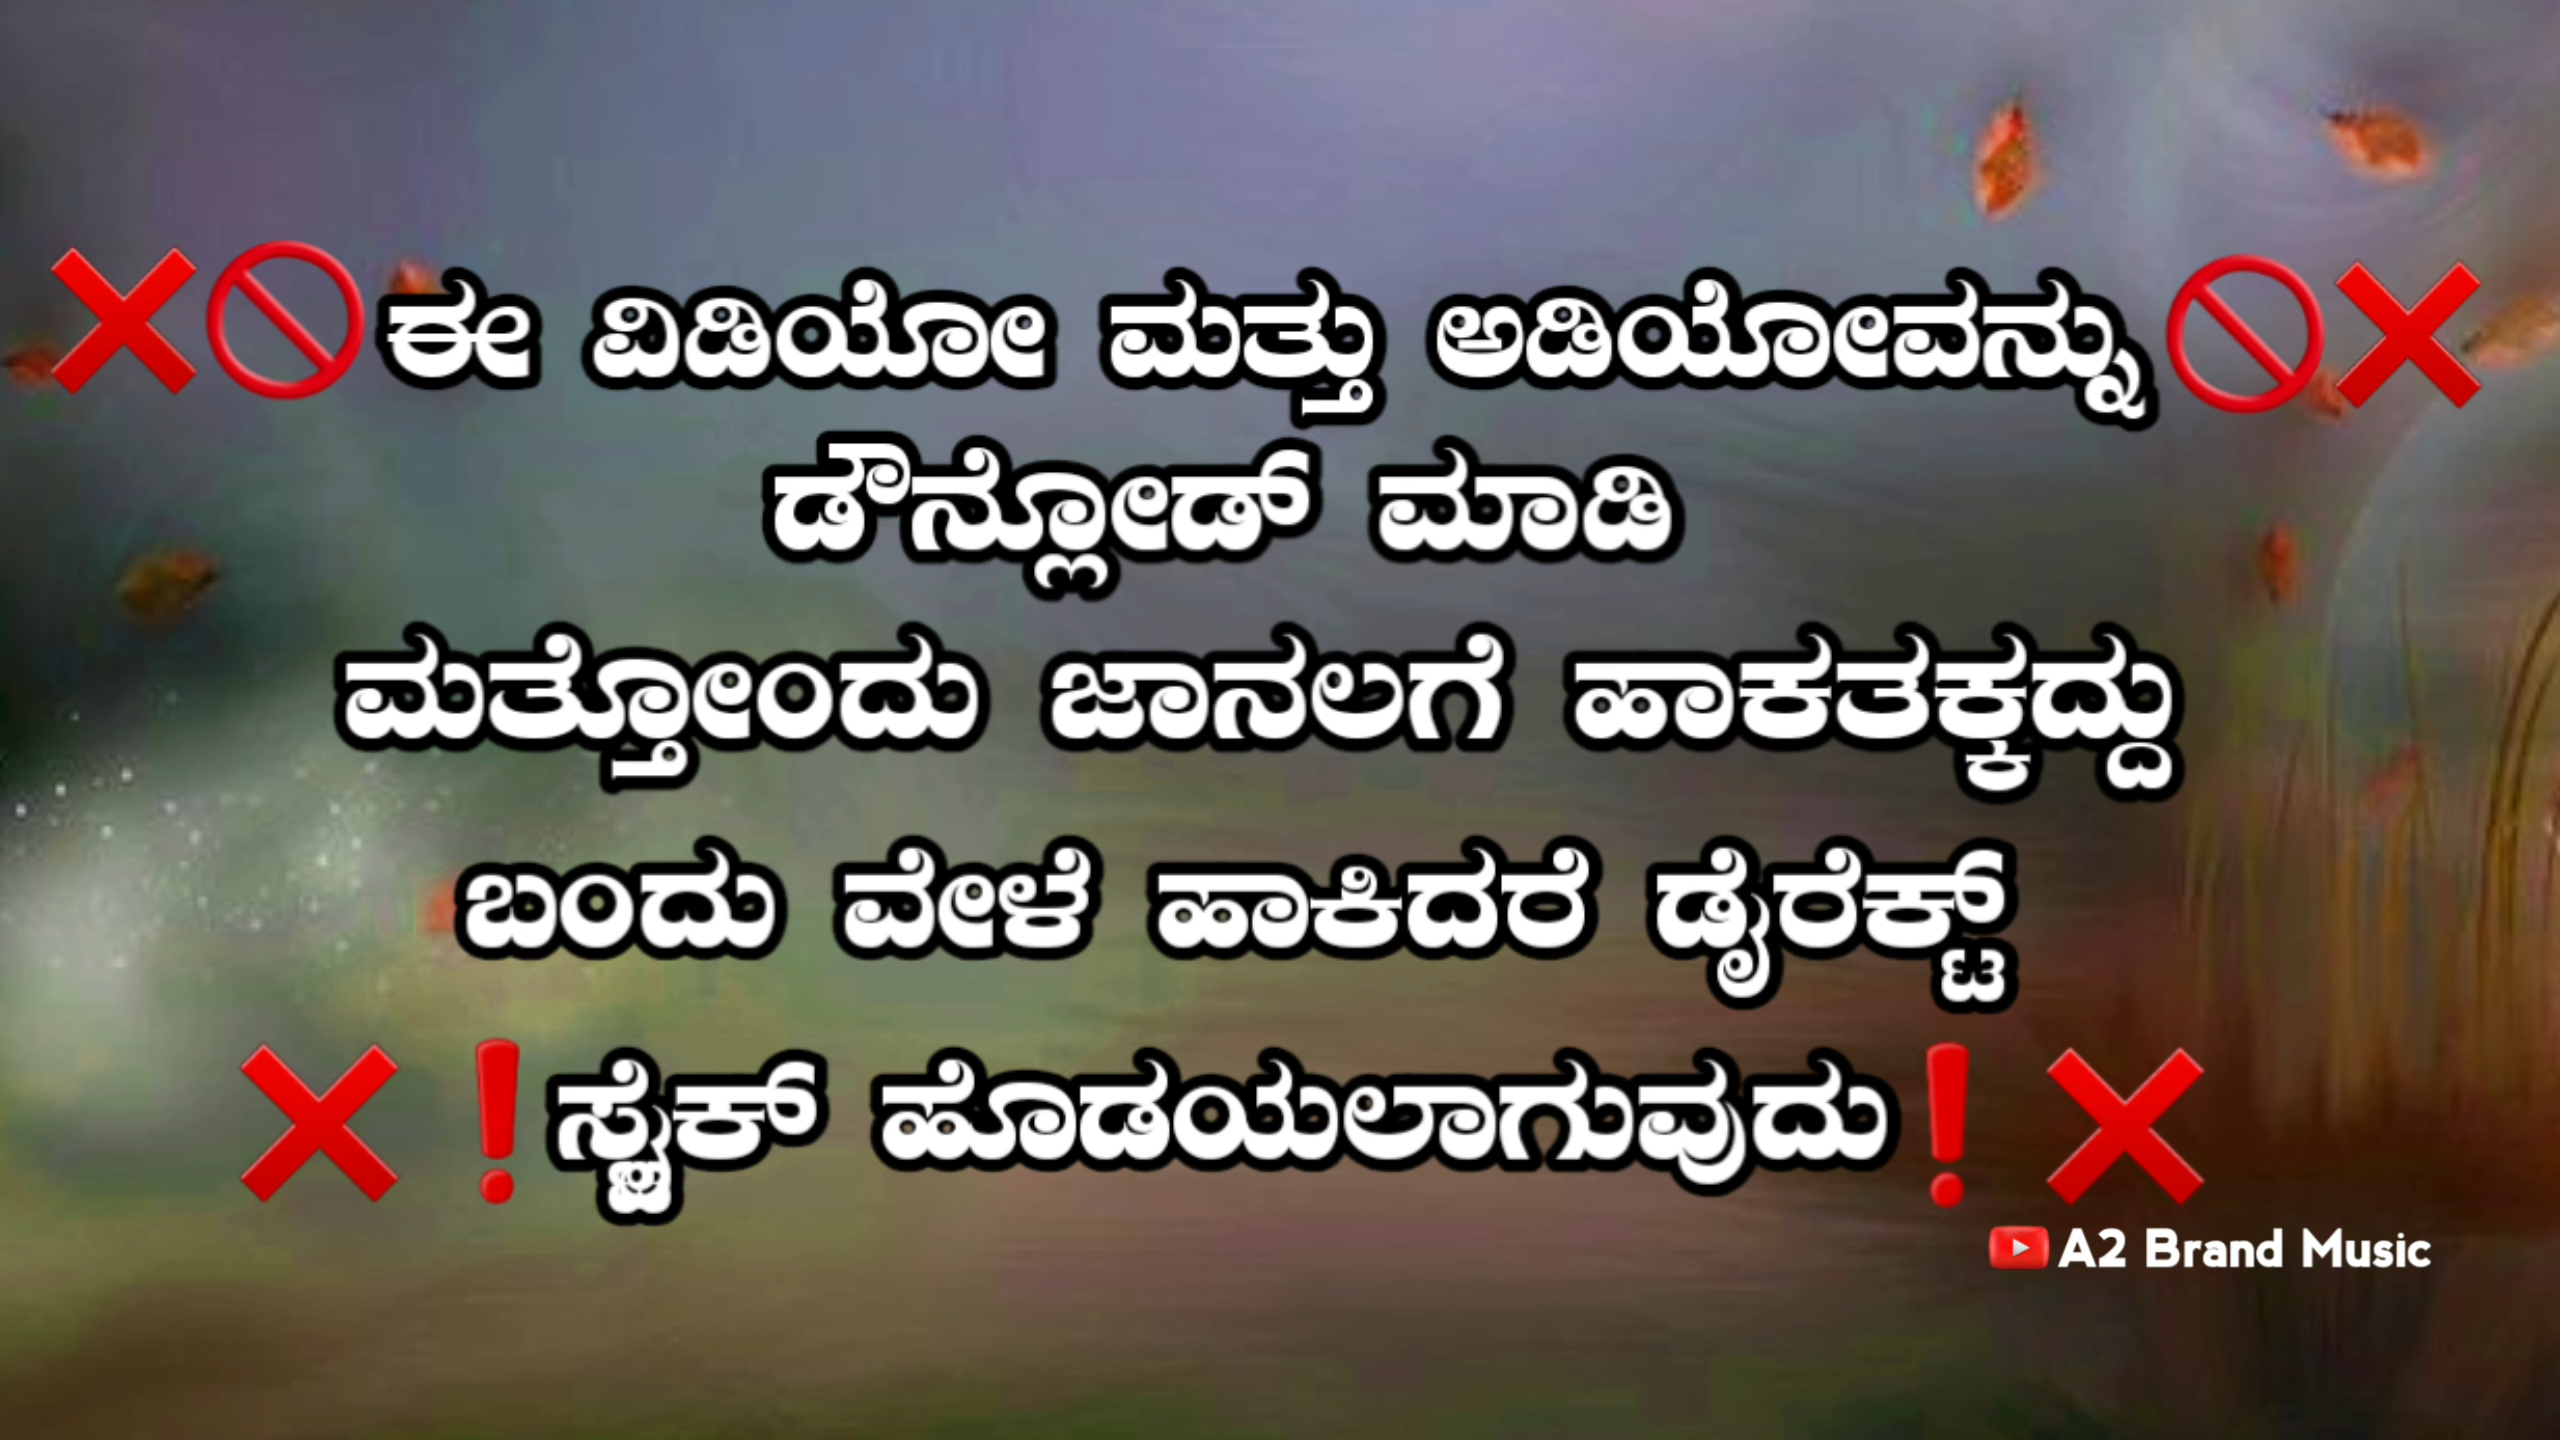 ❌🚫ಈ ವಿಡಿಯೋ ಮತ್ತು ಅಡಿಯೋವನ್ನು🚫❌
ಡೌನ್ಲೋಡ್ ಮಾಡಿ
ಮತ್ತೋಂದು ಜಾನಲಗೆ ಹಾಕತಕ್ಕದ್ದು
ಬಂದು ವೇಳೆ ಹಾಕಿದರೆ ಡೈರೆಕ್ಟ್
❌❗ಸ್ಟ್ರೆಕ್ ಹೊಡಯಲಾಗುವುದು❗❌
A2 Brand Music